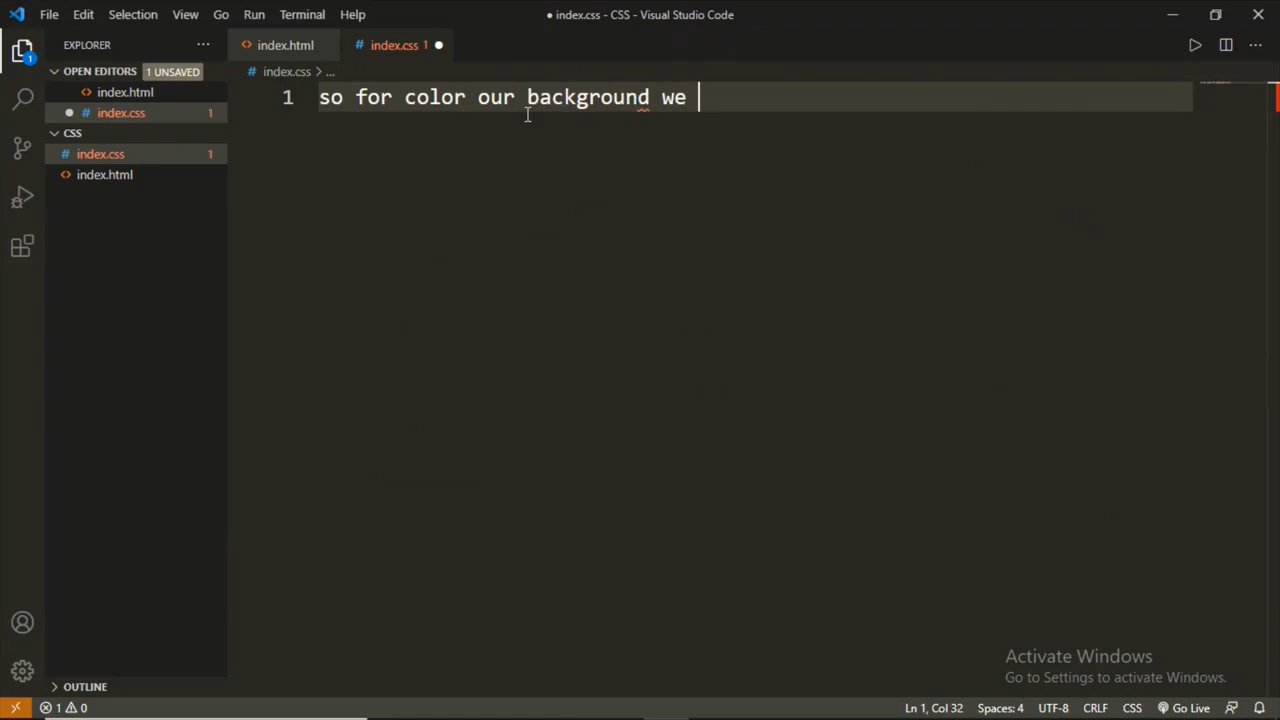 File Edit Selection View Go Run Terminal Help
● index.css - CSS - Visual Studio Code
EXPLORER
index.html
# index.css 1
1
OPEN EDITORS 1 UNSAVED
index.css > ...
index.html
index.css 1
1 so for color our background we
CSS
# index.css 1
index.html
Activate Windows
Go to Settings to activate Windows.
OUTLINE
1 0
Ln 1, Col 32 Spaces: 4 UTF-8 CRLF CSS Go Live